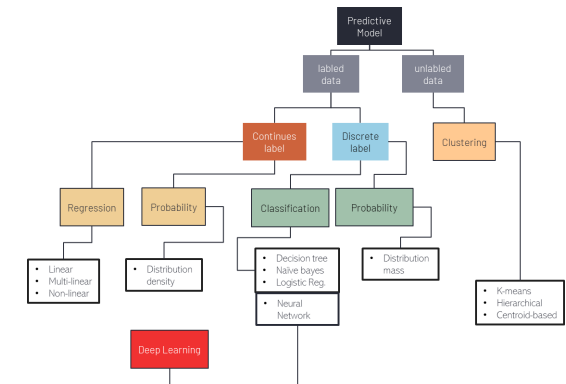 Predictive
Model
labled
data
unlabled
data
Continues
label
Discrete
label
Clustering
Regression
Probability
Classification
Probability
• Linear
• Multi-linear
• Non-linear
• Distribution
density
• Decision tree
• Naïve bayes
• Logistic Reg.
• Distribution
mass
• Neural
Network
• K-means
• Hierarchical
• Centroid-based
Deep Learning